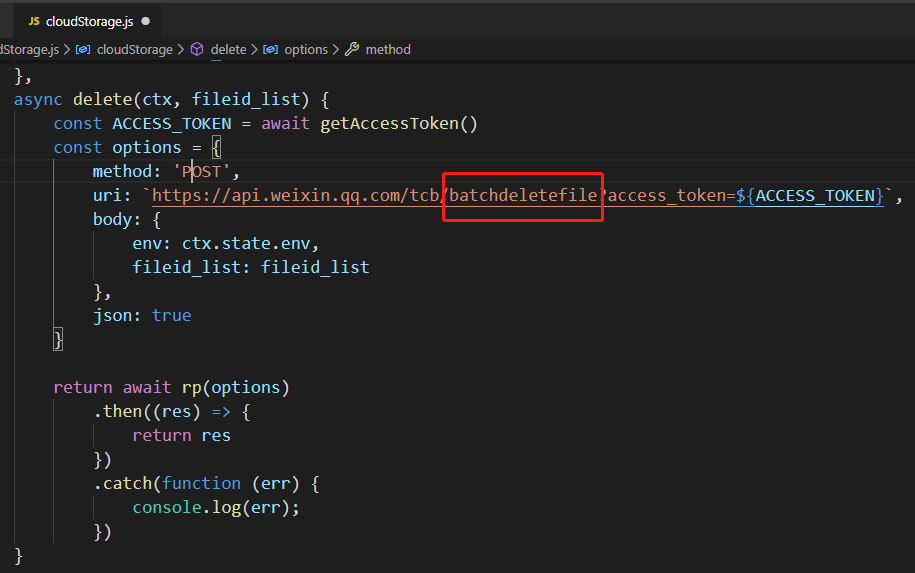 JS cloudStorage.js
dStorage.js > cloudStorage > delete > options > method
},
async delete(ctx, fileid_list) {
const ACCESS_TOKEN = await getAccessToken()
const options = {
method: 'POST',
uri: `https://api.weixin.qq.com/tcb/batchdeletefile?access_token=${ACCESS_TOKEN}`,
body: {
env: ctx.state.env,
fileid_list: fileid_list
},
json: true
}
return await rp(options)
.then((res) => {
return res
})
.catch(function (err) {
console.log(err);
})
}